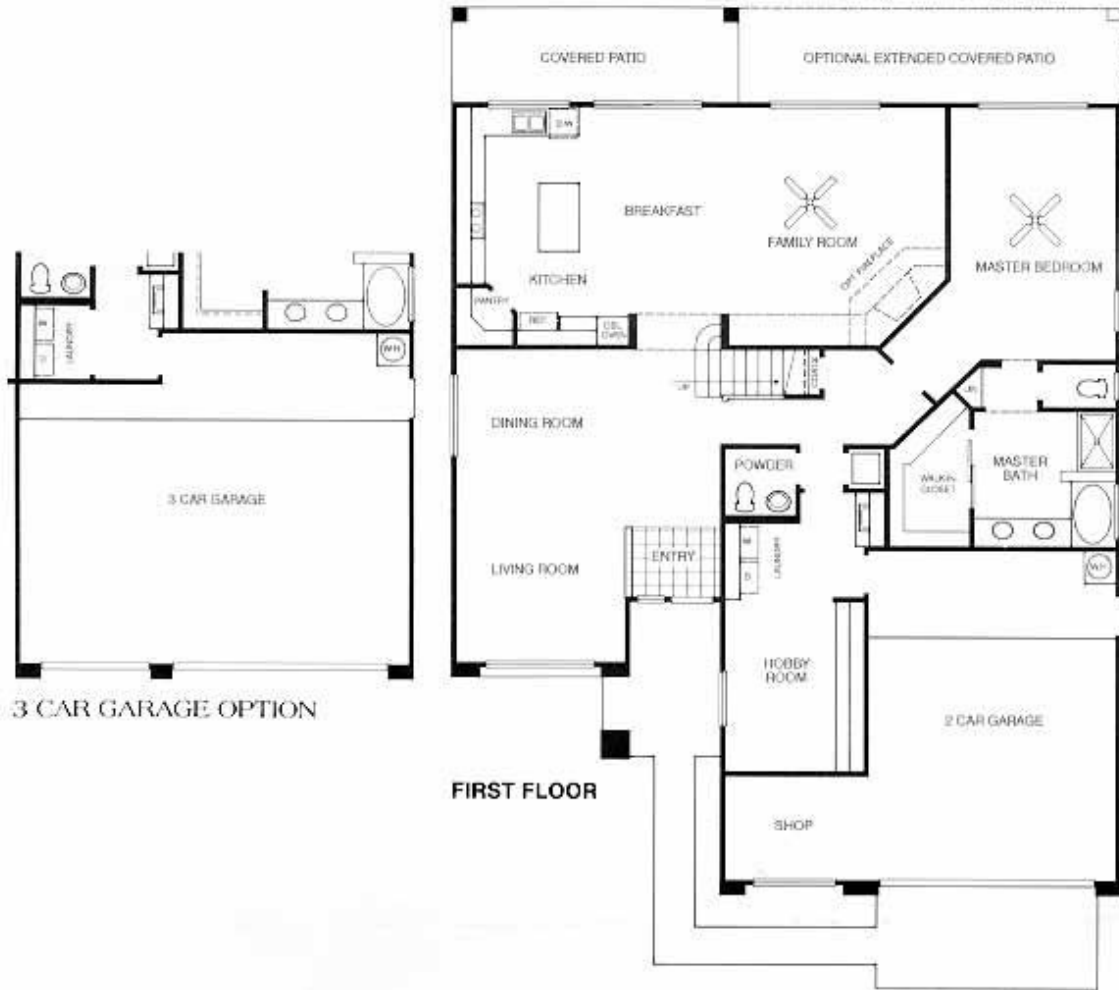 COVERED PATIO
OPTIONAL EXTENDED COVERED PATIO
D/W
BREAKFAST
FAMILY ROOM
MASTER BEDROOM
KITCHEN
OPT FIREPLACE
PANTRY
REF
DBL
OVEN
UP
COATS
DINING ROOM
POWDER
WALK-IN
CLOSET
MASTER
BATH
LIN
ENTRY
W
D
LAUNDRY
LIVING ROOM
WH
HOBBY
ROOM
2 CAR GARAGE
SHOP
FIRST FLOOR
LAUNDRY
WH
3 CAR GARAGE
3 CAR GARAGE OPTION